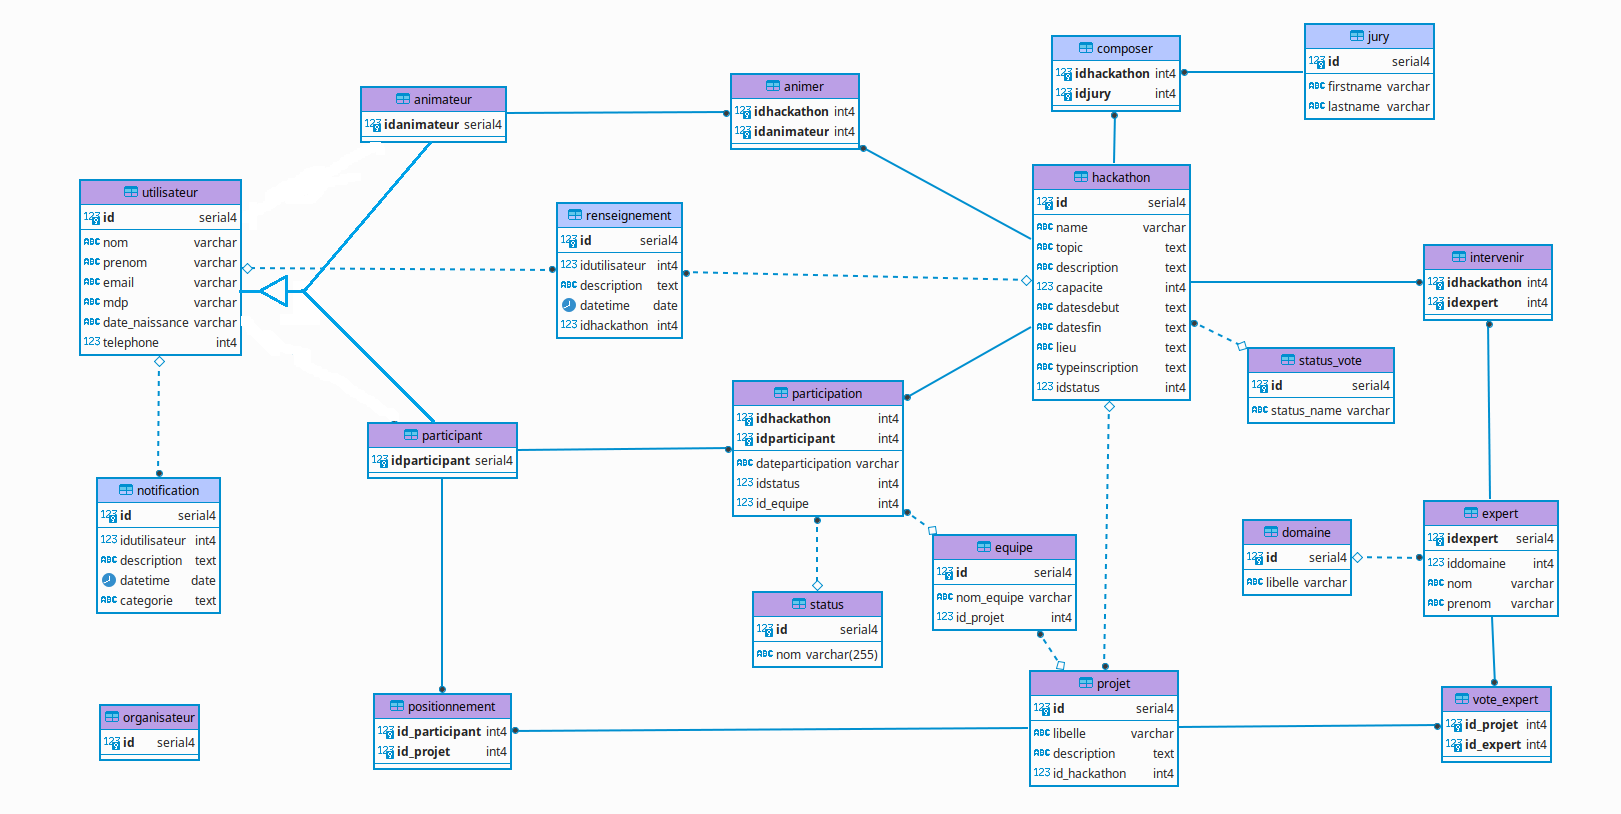 composer
idhackathon int4
idjury int4
jury
id serial4
firstname varchar
lastname varchar
animateur
idanimateur serial4
animer
idhackathon int4
idanimateur int4
utilisateur
id serial4
nom varchar
prenom varchar
email varchar
mdp varchar
date_naissance varchar
telephone int4
renseignement
id serial4
idutilisateur int4
description text
datetime date
idhackathon int4
hackathon
id serial4
name varchar
topic text
description text
capacite int4
datesdebut text
datesfin text
lieu text
typeinscription text
idstatus int4
intervenir
idhackathon int4
idexpert int4
status_vote
id serial4
status_name varchar
participation
idhackathon int4
idparticipant int4
dateparticipation varchar
idstatus int4
id_equipe int4
participant
idparticipant serial4
notification
id serial4
idutilisateur int4
description text
datetime date
categorie text
equipe
id serial4
nom_equipe varchar
id_projet int4
status
id serial4
nom varchar(255)
domaine
id serial4
libelle varchar
expert
idexpert serial4
iddomaine int4
nom varchar
prenom varchar
organisateur
id serial4
positionnement
id_participant int4
id_projet int4
projet
id serial4
libelle varchar
description text
id_hackathon int4
vote_expert
id_projet int4
id_expert int4